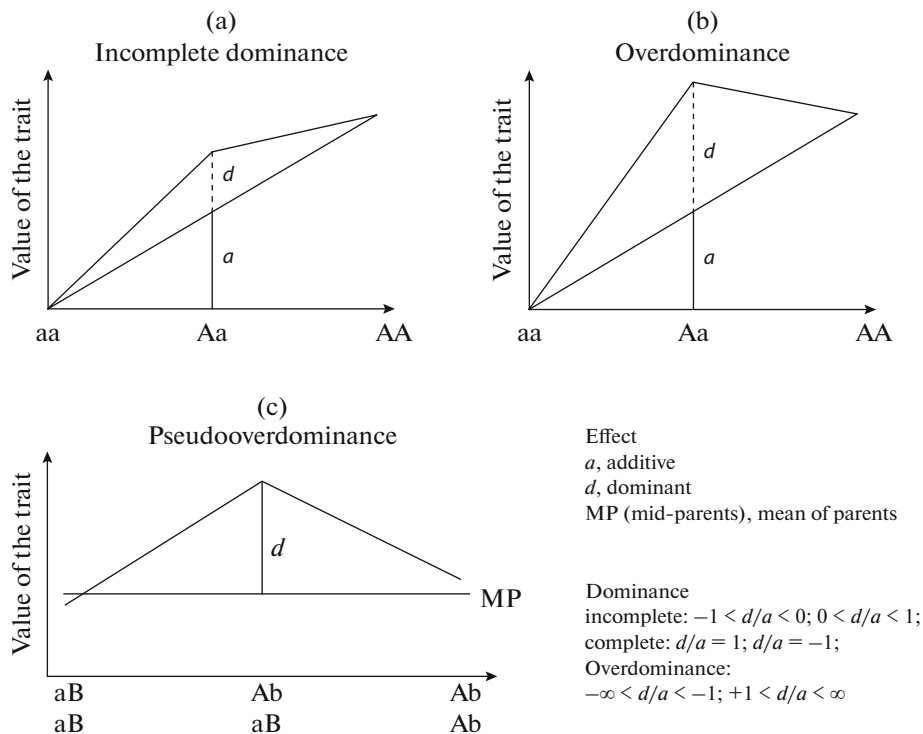 (a)
Incomplete dominance
Value of the trait
d
a
aa
Aa
AA
(b)
Overdominance
Value of the trait
d
a
aa
Aa
AA
(c)
Pseudooverdominance
Value of the trait
d
MP
aB Ab Ab
aB aB Ab
Effect
a, additive
d, dominant
MP (mid-parents), mean of parents
Dominance
incomplete: −1 < d/a < 0; 0 < d/a < 1;
complete: d/a = 1; d/a = −1;
Overdominance:
−∞ < d/a < −1; +1 < d/a < ∞